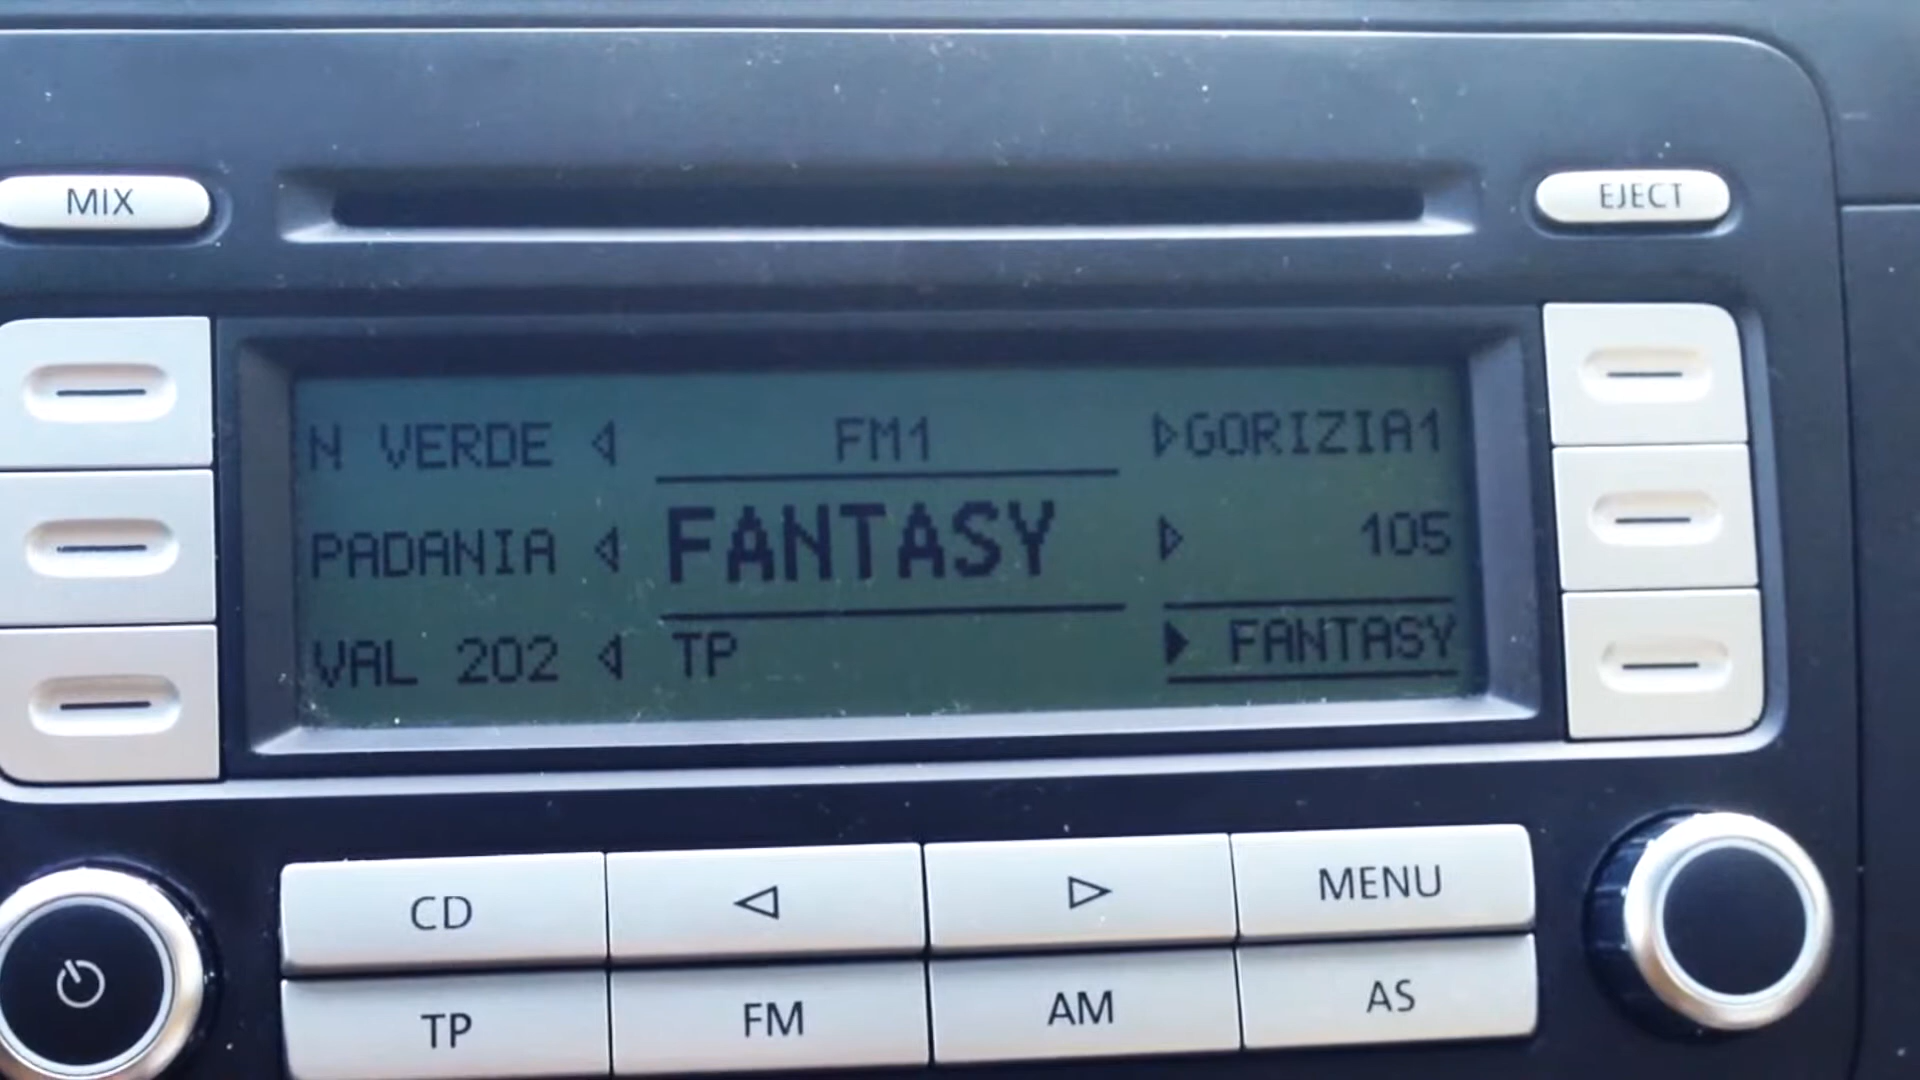 MIX
EJECT
N VERDE ◁ FM1 ▷GORIZIA1
PADANIA ◁ FANTASY ▷ 105
VAL 202 ◁ TP ▶ FANTASY
CD ◁ ▷ MENU
TP FM AM AS